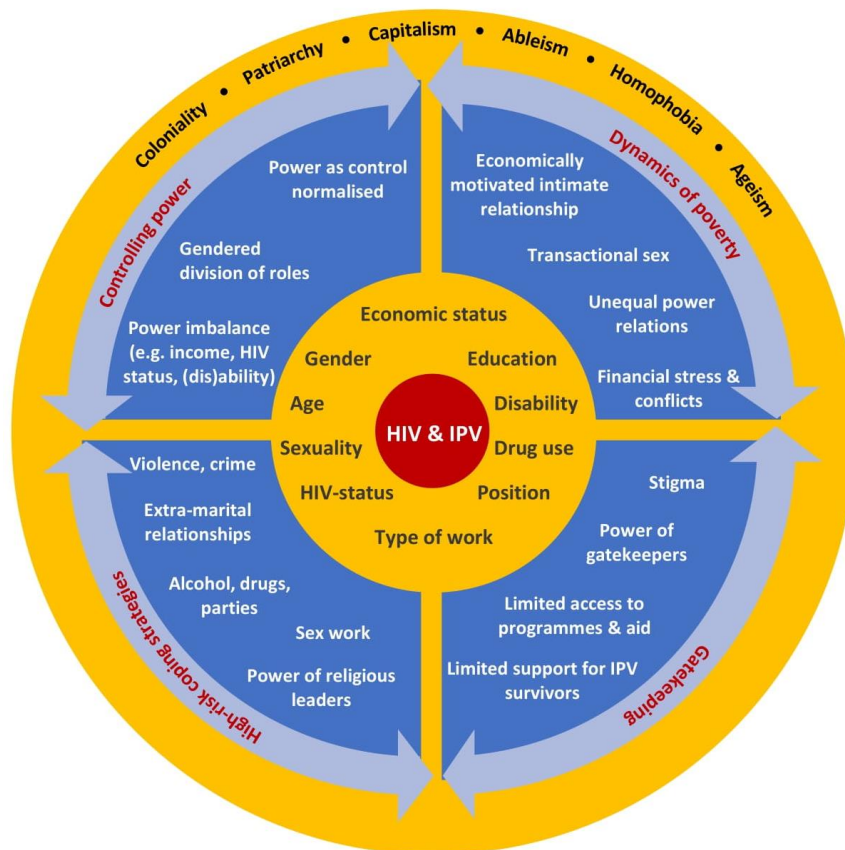 Coloniality • Patriarchy • Capitalism • Ableism • Homophobia • Ageism
Controlling power
Power as control
normalised
Gendered
division of roles
Power imbalance
(e.g. income, HIV
status, (dis)ability)
Dynamics of poverty
Economically
motivated intimate
relationship
Transactional sex
Unequal power
relations
Financial stress &
conflicts
Economic status
Gender
Education
Age
Disability
HIV & IPV
Sexuality
Drug use
HIV-status
Position
Type of work
High-risk coping strategies
Violence, crime
Extra-marital
relationships
Alcohol, drugs,
parties
Sex work
Power of religious
leaders
Gatekeeping
Stigma
Power of
gatekeepers
Limited access to
programmes & aid
Limited support for IPV
survivors